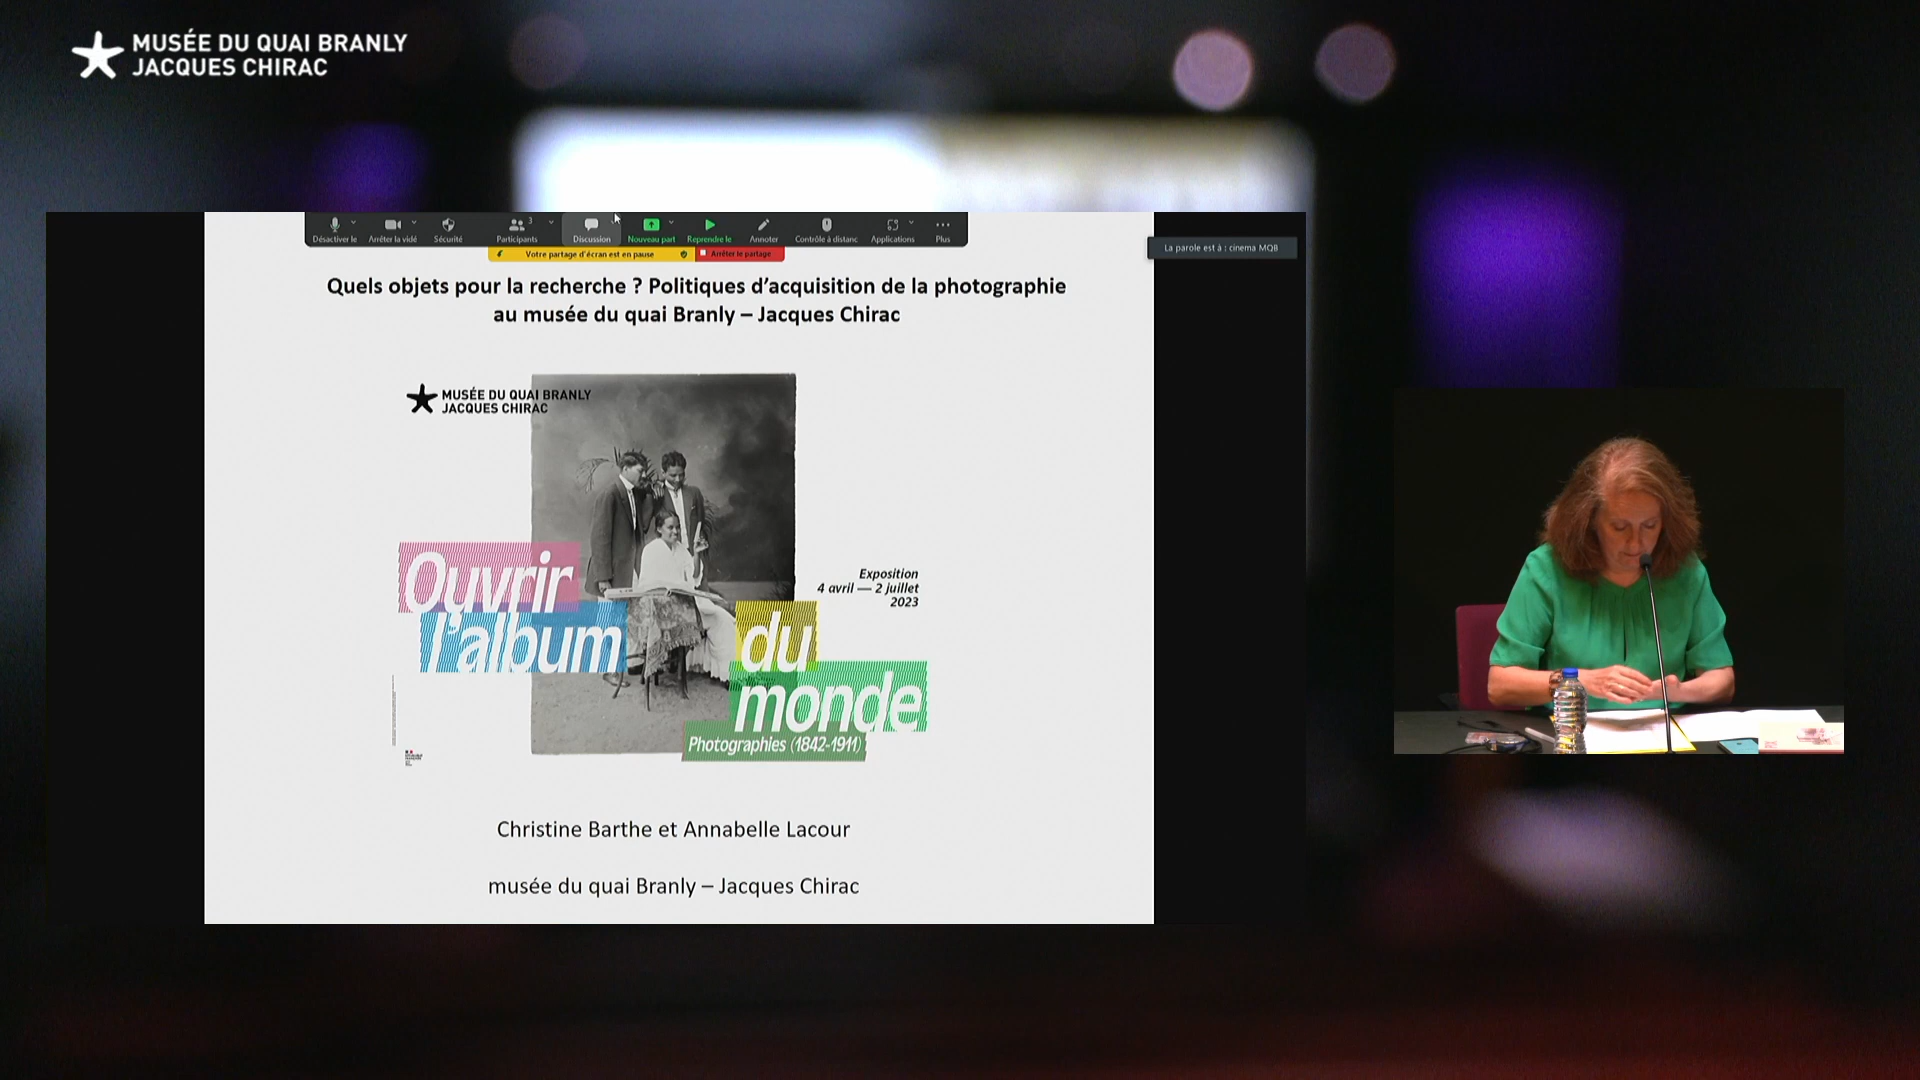 MUSÉE DU QUAI BRANLY
JACQUES CHIRAC
Désactiver le
Arrêter la vidé
Sécurité
Participants
3
Discussion
Nouveau part
Reprendre le
Annoter
Contrôle à distanc
Applications
Plus
Votre partage d'écran est en pause
Arrêter le partage
La parole est à : cinema MQB
Quels objets pour la recherche ? Politiques d’acquisition de la photographie
au musée du quai Branly – Jacques Chirac
MUSÉE DU QUAI BRANLY
JACQUES CHIRAC
Ouvrir
l'album
du
monde
Photographies (1842-1911)
Exposition
4 avril — 2 juillet
2023
Christine Barthe et Annabelle Lacour
musée du quai Branly – Jacques Chirac